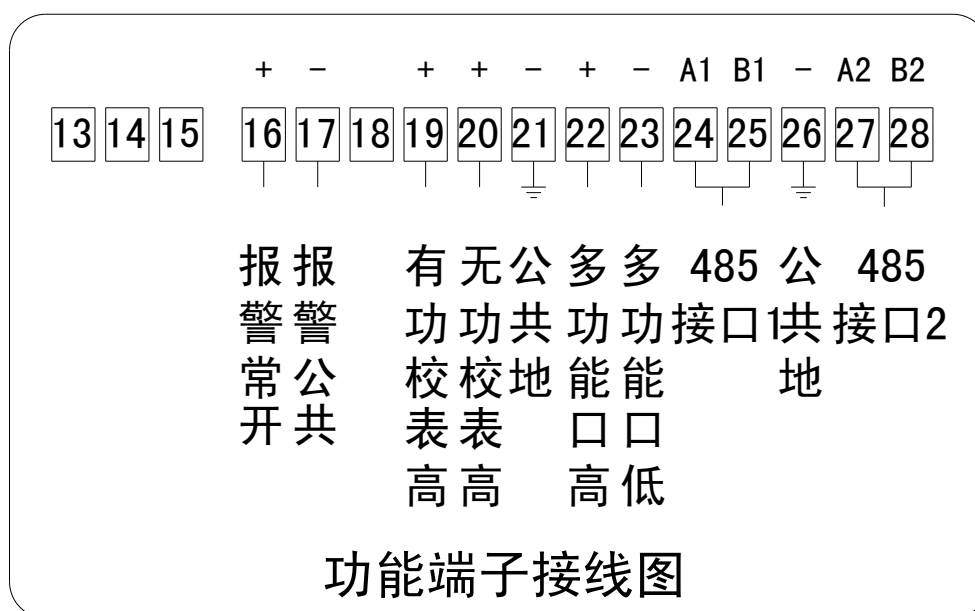 + - + + - + - A1 B1 - A2 B2
13 14 15 16 17 18 19 20 21 22 23 24 25 26 27 28
报警常开
报警公共
有功校表高
无功校表高
公共地
多功能口高
多功能口低
485
接口1
公共地
485
接口2
功能端子接线图